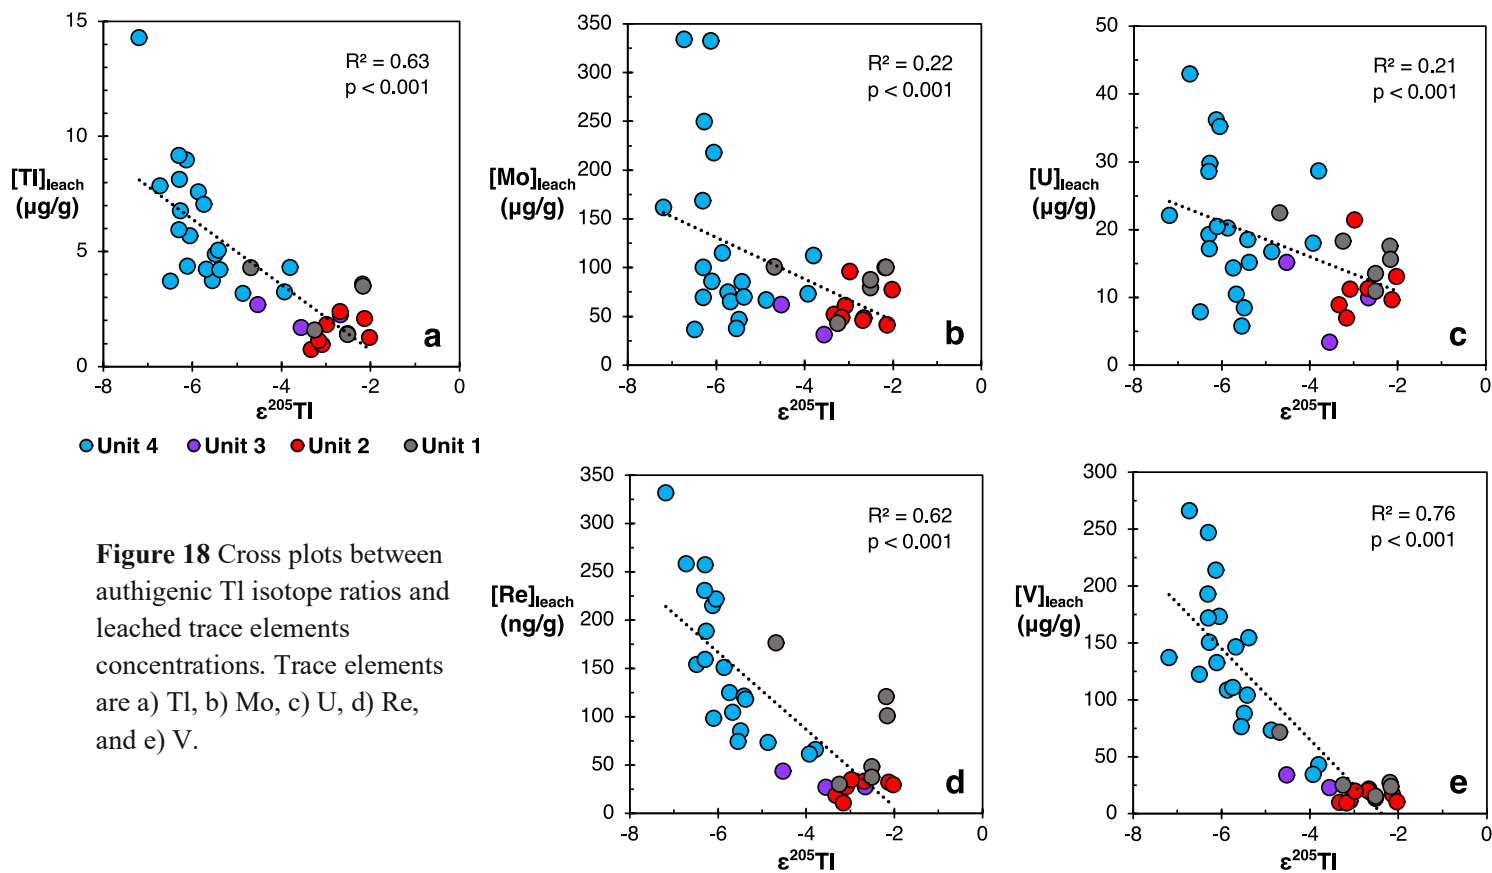 15
10
5
0
-8
-6
-4
-2
0
[Tl]leach
(µg/g)
R² = 0.63
p < 0.001
a
ε²⁰⁵Tl
350
300
250
200
150
100
50
0
-8
-6
-4
-2
0
[Mo]leach
(µg/g)
R² = 0.22
p < 0.001
b
ε²⁰⁵Tl
50
40
30
20
10
0
-8
-6
-4
-2
0
[U]leach
(µg/g)
R² = 0.21
p < 0.001
c
ε²⁰⁵Tl
Unit 4 Unit 3 Unit 2 Unit 1
Figure 18 Cross plots between
authigenic Tl isotope ratios and
leached trace elements
concentrations. Trace elements
are a) Tl, b) Mo, c) U, d) Re,
and e) V.
350
300
250
200
150
100
50
0
-8
-6
-4
-2
0
[Re]leach
(ng/g)
R² = 0.62
p < 0.001
d
ε²⁰⁵Tl
300
250
200
150
100
50
0
-8
-6
-4
-2
0
[V]leach
(µg/g)
R² = 0.76
p < 0.001
e
ε²⁰⁵Tl